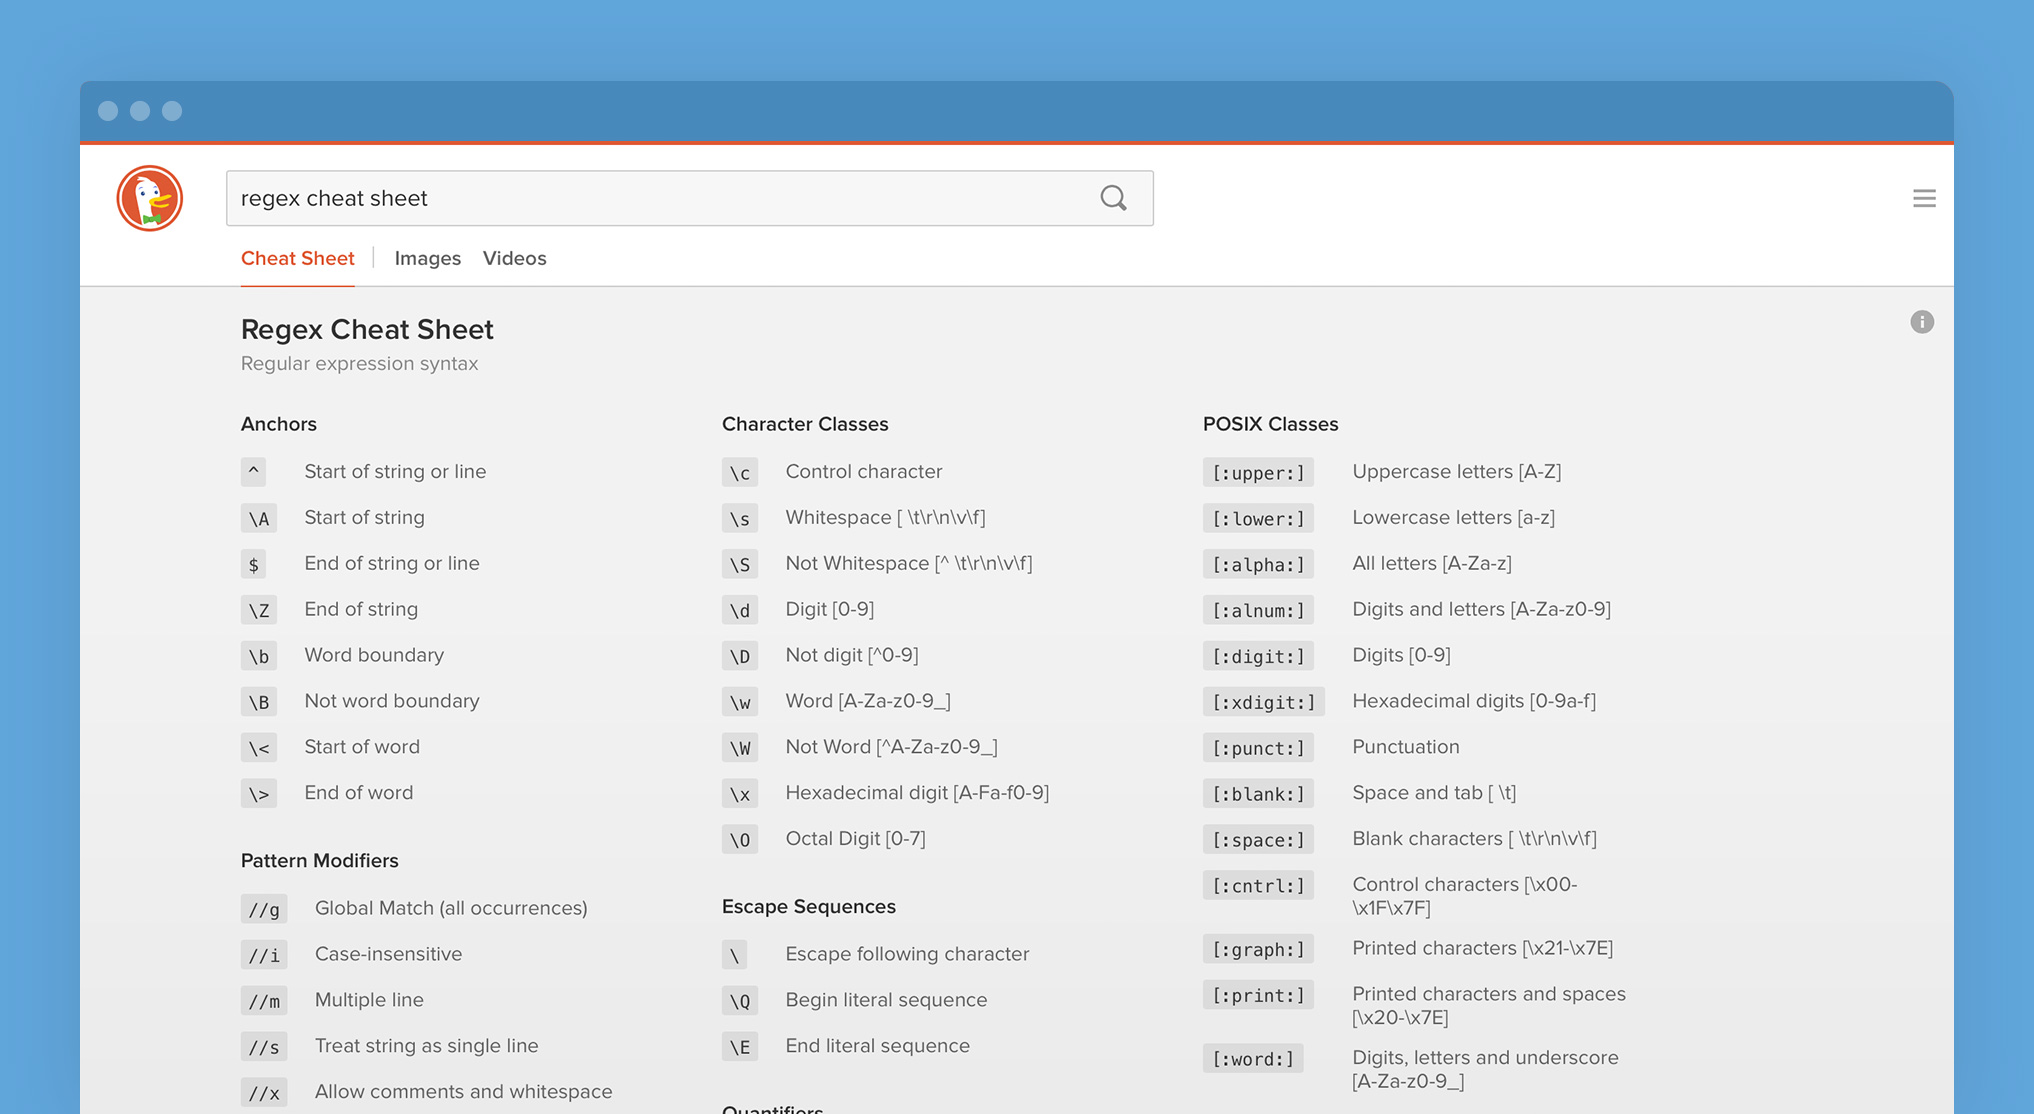 regex cheat sheet
Cheat Sheet
Images
Videos
Regex Cheat Sheet
Regular expression syntax
Anchors
^ Start of string or line
\A Start of string
$ End of string or line
\Z End of string
\b Word boundary
\B Not word boundary
\< Start of word
\> End of word
Pattern Modifiers
//g Global Match (all occurrences)
//i Case-insensitive
//m Multiple line
//s Treat string as single line
//x Allow comments and whitespace
Character Classes
\c Control character
\s Whitespace [ \t\r\n\v\f]
\S Not Whitespace [^ \t\r\n\v\f]
\d Digit [0-9]
\D Not digit [^0-9]
\w Word [A-Za-z0-9_]
\W Not Word [^A-Za-z0-9_]
\x Hexadecimal digit [A-Fa-f0-9]
\O Octal Digit [0-7]
Escape Sequences
\ Escape following character
\Q Begin literal sequence
\E End literal sequence
Quantifiers
POSIX Classes
[:upper:] Uppercase letters [A-Z]
[:lower:] Lowercase letters [a-z]
[:alpha:] All letters [A-Za-z]
[:alnum:] Digits and letters [A-Za-z0-9]
[:digit:] Digits [0-9]
[:xdigit:] Hexadecimal digits [0-9a-f]
[:punct:] Punctuation
[:blank:] Space and tab [ \t]
[:space:] Blank characters [ \t\r\n\v\f]
[:cntrl:] Control characters [\x00-
\x1F\x7F]
[:graph:] Printed characters [\x21-\x7E]
[:print:] Printed characters and spaces
[\x20-\x7E]
[:word:] Digits, letters and underscore
[A-Za-z0-9_]